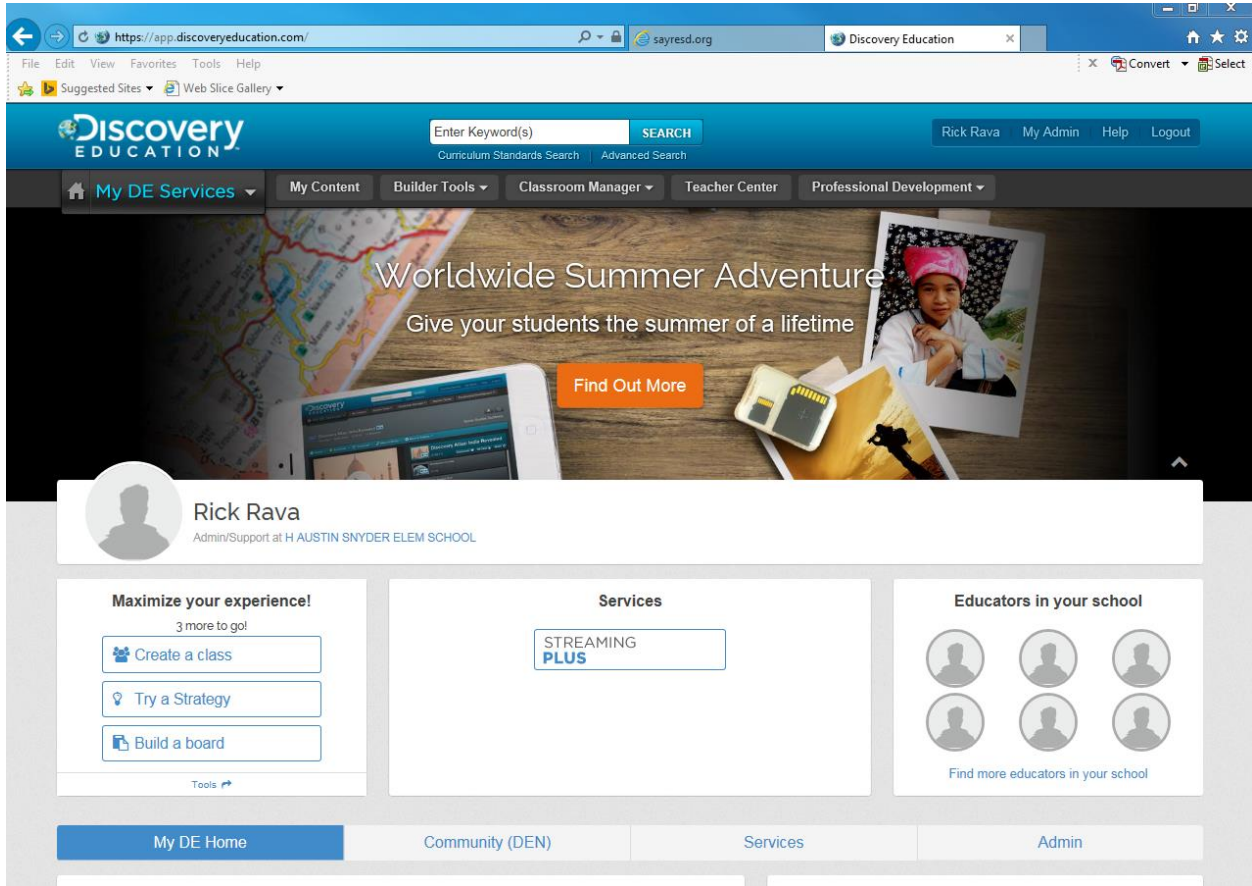 https://app.discoveryeducation.com/
sayresd.org
Discovery Education
File Edit View Favorites Tools Help
Convert
Select
Suggested Sites
Web Slice Gallery
Discovery
EDUCATION
Enter Keyword(s)
SEARCH
Curriculum Standards Search | Advanced Search
Rick Rava My Admin Help Logout
My DE Services
My Content
Builder Tools
Classroom Manager
Teacher Center
Professional Development
Worldwide Summer Adventure
Give your students the summer of a lifetime
Find Out More
Rick Rava
Admin/Support at H AUSTIN SNYDER ELEM SCHOOL
Maximize your experience!
3 more to go!
Create a class
Try a Strategy
Build a board
Tools
Services
STREAMING
PLUS
Educators in your school
Find more educators in your school
My DE Home
Community (DEN)
Services
Admin